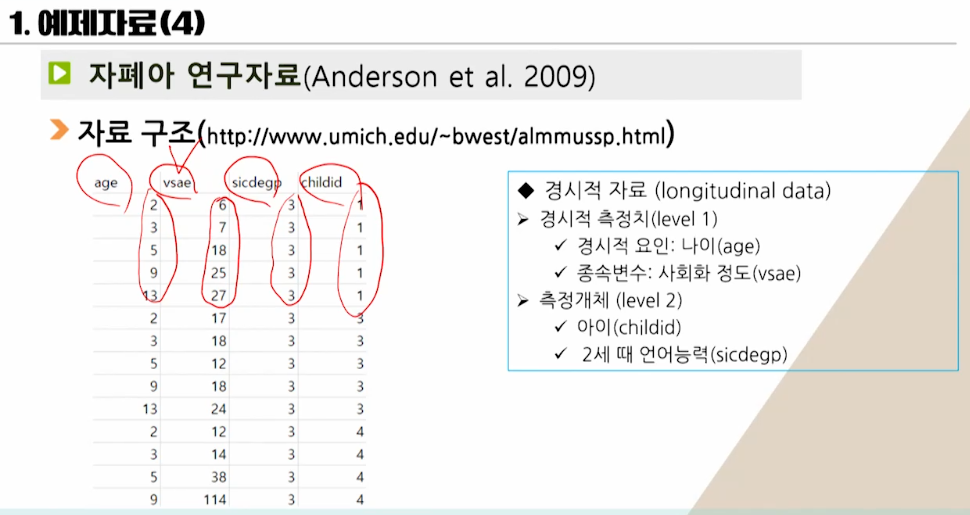 1. 예제자료(4)
자폐아 연구자료(Anderson et al. 2009)
자료 구조(http://www.umich.edu/~bwest/almmussp.html)
age vsae sicdegp childid
2 6 3 1
3 7 3 1
5 18 3 1
9 25 3 1
13 27 3 1
2 17 3 3
3 18 3 3
5 12 3 3
9 18 3 3
13 24 3 3
2 12 3 4
3 14 3 4
5 38 3 4
9 114 3 4
◆ 경시적 자료 (longitudinal data)
➢ 경시적 측정치(level 1)
✓ 경시적 요인: 나이(age)
✓ 종속변수: 사회화 정도(vsae)
➢ 측정개체 (level 2)
✓ 아이(childid)
✓ 2세 때 언어능력(sicdegp)